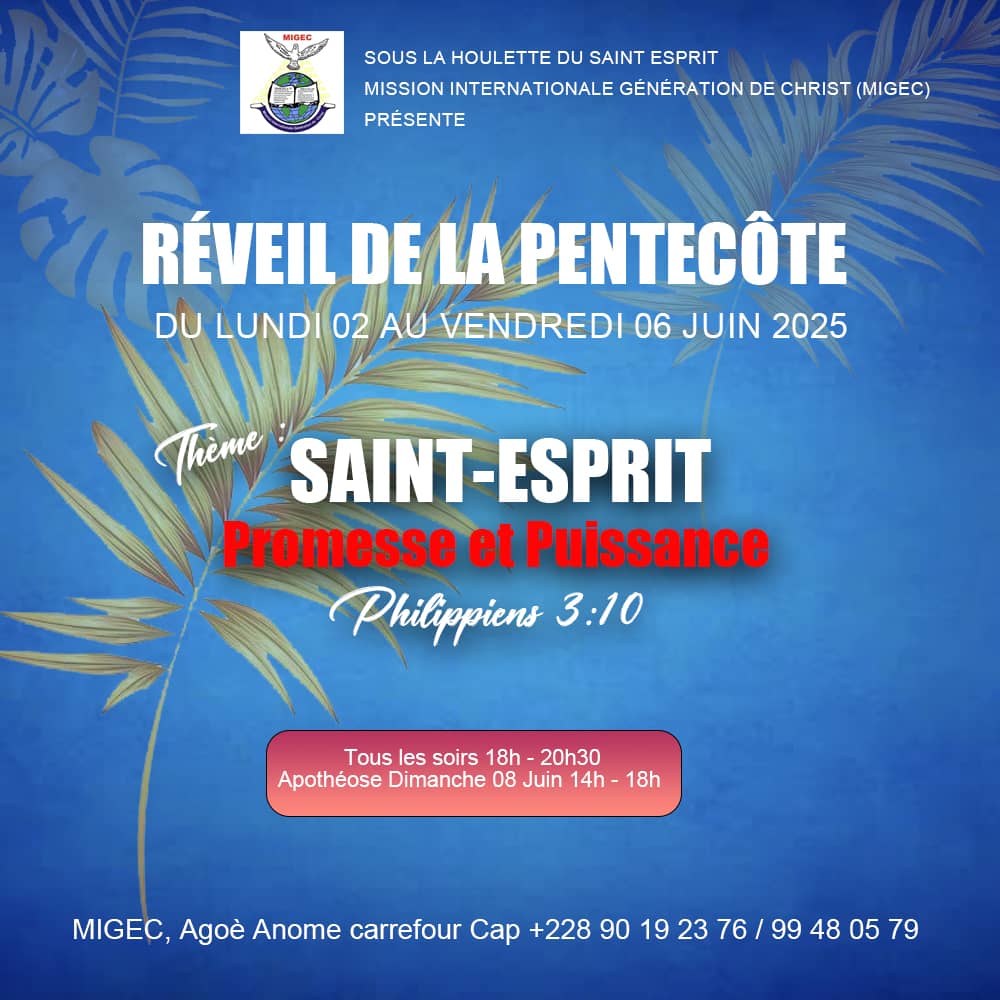 MIGEC
SOUS LA HOULETTE DU SAINT ESPRIT
MISSION INTERNATIONALE GÉNÉRATION DE CHRIST (MIGEC)
PRÉSENTE
RÉVEIL DE LA PENTECÔTE
DU LUNDI 02 AU VENDREDI 06 JUIN 2025
Thème :
SAINT-ESPRIT
Promesse et Puissance
Philippiens 3:10
Tous les soirs 18h - 20h30
Apothéose Dimanche 08 Juin 14h - 18h
MIGEC, Agoè Anome carrefour Cap +228 90 19 23 76 / 99 48 05 79